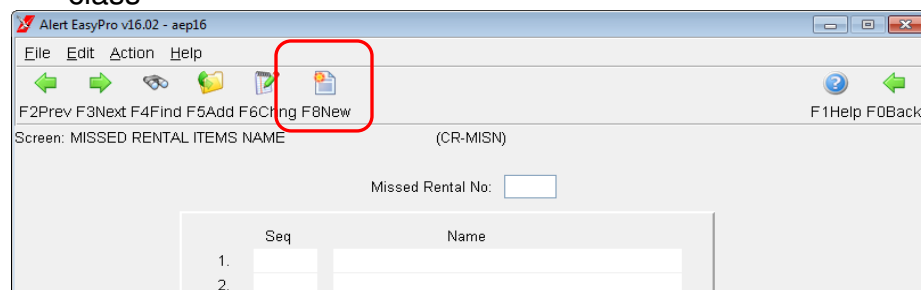 class
Alert EasyPro v16.02 - aep16
File Edit Action Help
F2Prev F3Next F4Find F5Add F6Chng F8New F1Help F0Back
Screen: MISSED RENTAL ITEMS NAME (CR-MISN)
Missed Rental No:
Seq Name
1.
2.